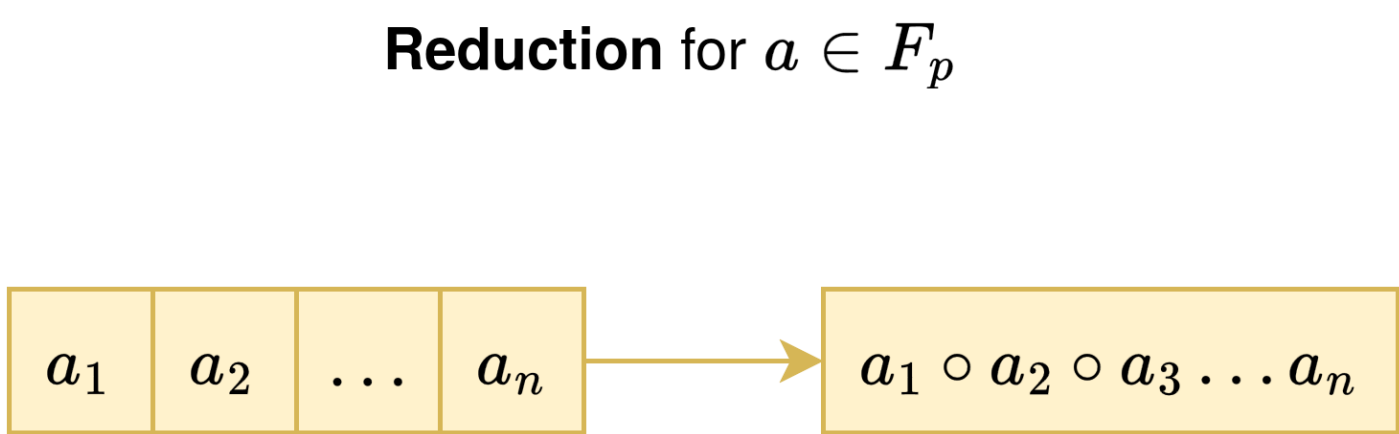 Reduction for a ∈ F_p
a_1 a_2 ... a_n a_1 ∘ a_2 ∘ a_3 ... a_n